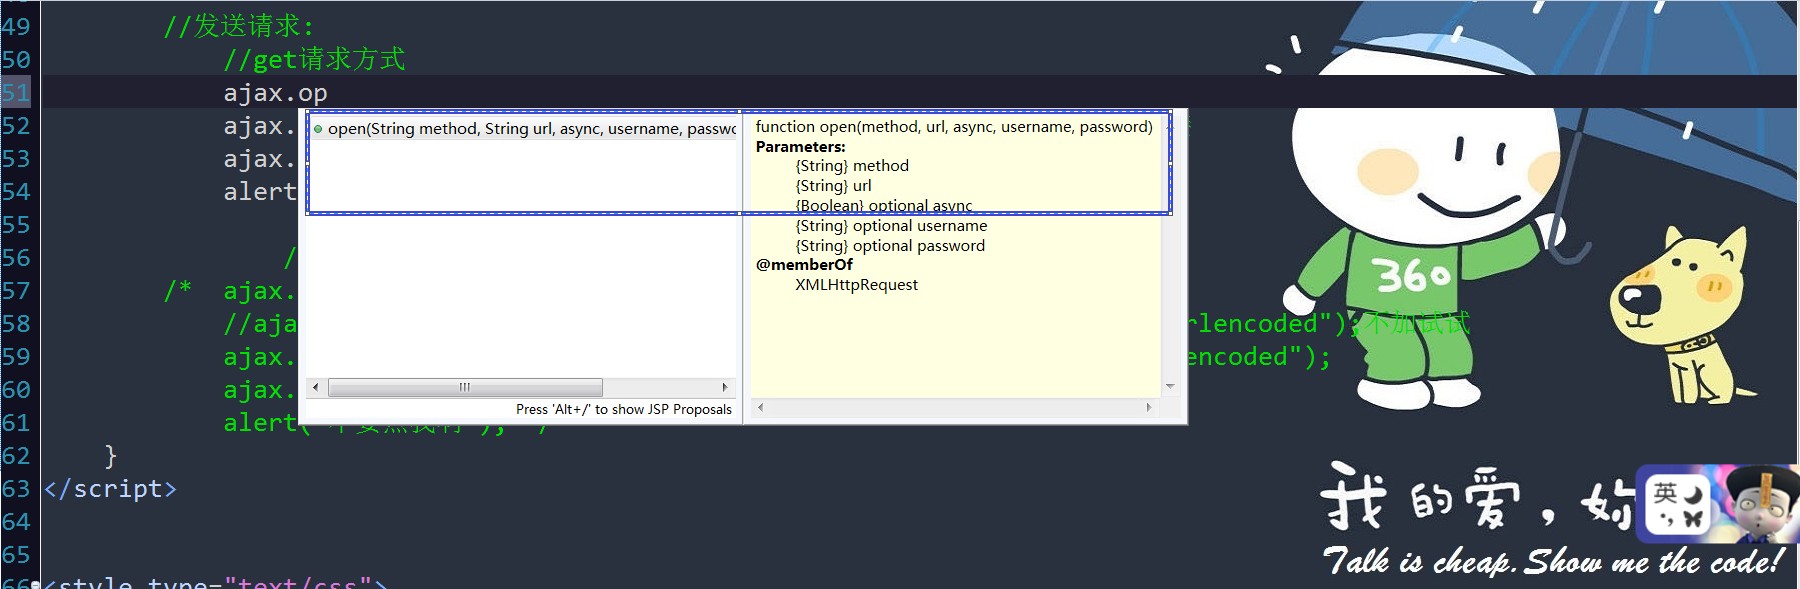 49 //发送请求:
50 //get请求方式
51 ajax.op
52 ajax.
53 ajax.
54 alert
55
56 /
57 /* ajax.
58 //aja rlencoded");不加试试
59 ajax. encoded");
60 ajax.
61 alert(
62 }
63 </script>
64
65
66 <style type="text/css">
open(String method, String url, async, username, passwo
Press 'Alt+/' to show JSP Proposals
function open(method, url, async, username, password)
Parameters:
{String} method
{String} url
{Boolean} optional async
{String} optional username
{String} optional password
@memberOf
XMLHttpRequest
360
我的爱,
英
Talk is cheap. Show me the code!